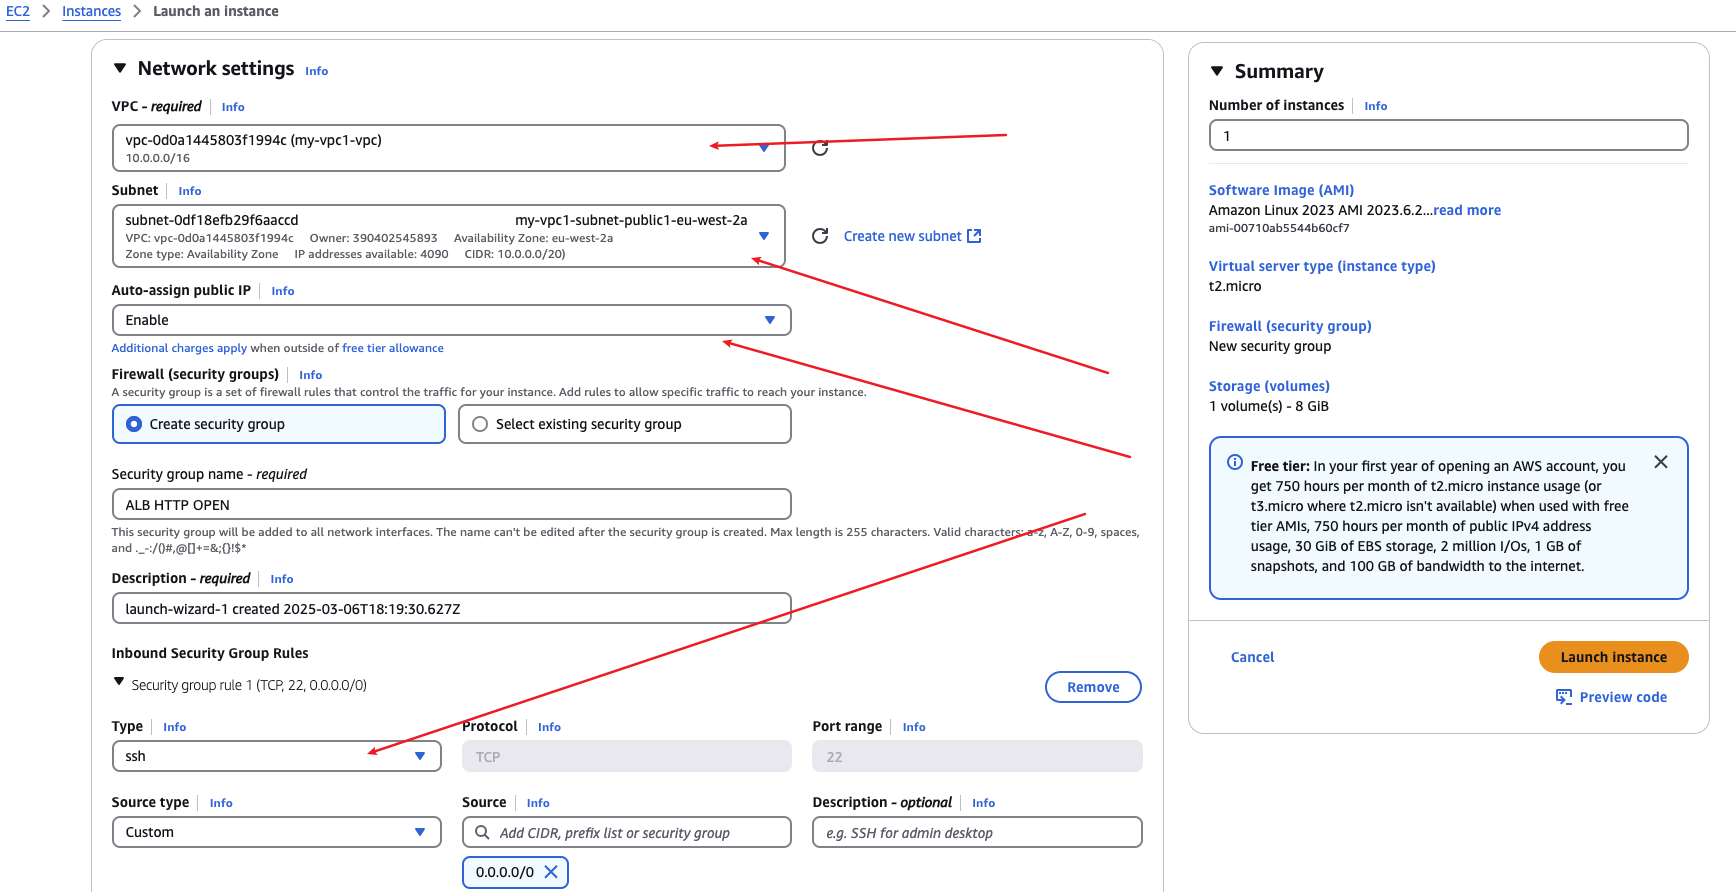 EC2 > Instances > Launch an instance
Network settings Info
VPC - required Info
vpc-0d0a1445803f1994c (my-vpc1-vpc)
10.0.0.0/16
Subnet Info
subnet-0df18efb29f6aaccd my-vpc1-subnet-public1-eu-west-2a
VPC: vpc-0d0a1445803f1994c Owner: 390402545893 Availability Zone: eu-west-2a
Zone type: Availability Zone IP addresses available: 4090 CIDR: 10.0.0.0/20)
Create new subnet
Auto-assign public IP Info
Enable
Additional charges apply when outside of free tier allowance
Firewall (security groups) Info
A security group is a set of firewall rules that control the traffic for your instance. Add rules to allow specific traffic to reach your instance.
Create security group
Select existing security group
Security group name - required
ALB HTTP OPEN
This security group will be added to all network interfaces. The name can't be edited after the security group is created. Max length is 255 characters. Valid characters: a-z, A-Z, 0-9, spaces,
and ._-:/()#,@[]+=&;{}!$*
Description - required Info
launch-wizard-1 created 2025-03-06T18:19:30.627Z
Inbound Security Group Rules
Security group rule 1 (TCP, 22, 0.0.0.0/0)
Remove
Type Info
ssh
Protocol Info
TCP
Port range Info
22
Source type Info
Custom
Source Info
Add CIDR, prefix list or security group
0.0.0.0/0
Description - optional Info
e.g. SSH for admin desktop
Summary
Number of instances Info
1
Software Image (AMI)
Amazon Linux 2023 AMI 2023.6.2...read more
ami-00710ab5544b60cf7
Virtual server type (instance type)
t2.micro
Firewall (security group)
New security group
Storage (volumes)
1 volume(s) - 8 GiB
Free tier: In your first year of opening an AWS account, you
get 750 hours per month of t2.micro instance usage (or
t3.micro where t2.micro isn't available) when used with free
tier AMIs, 750 hours per month of public IPv4 address
usage, 30 GiB of EBS storage, 2 million I/Os, 1 GB of
snapshots, and 100 GB of bandwidth to the internet.
Cancel
Launch instance
Preview code